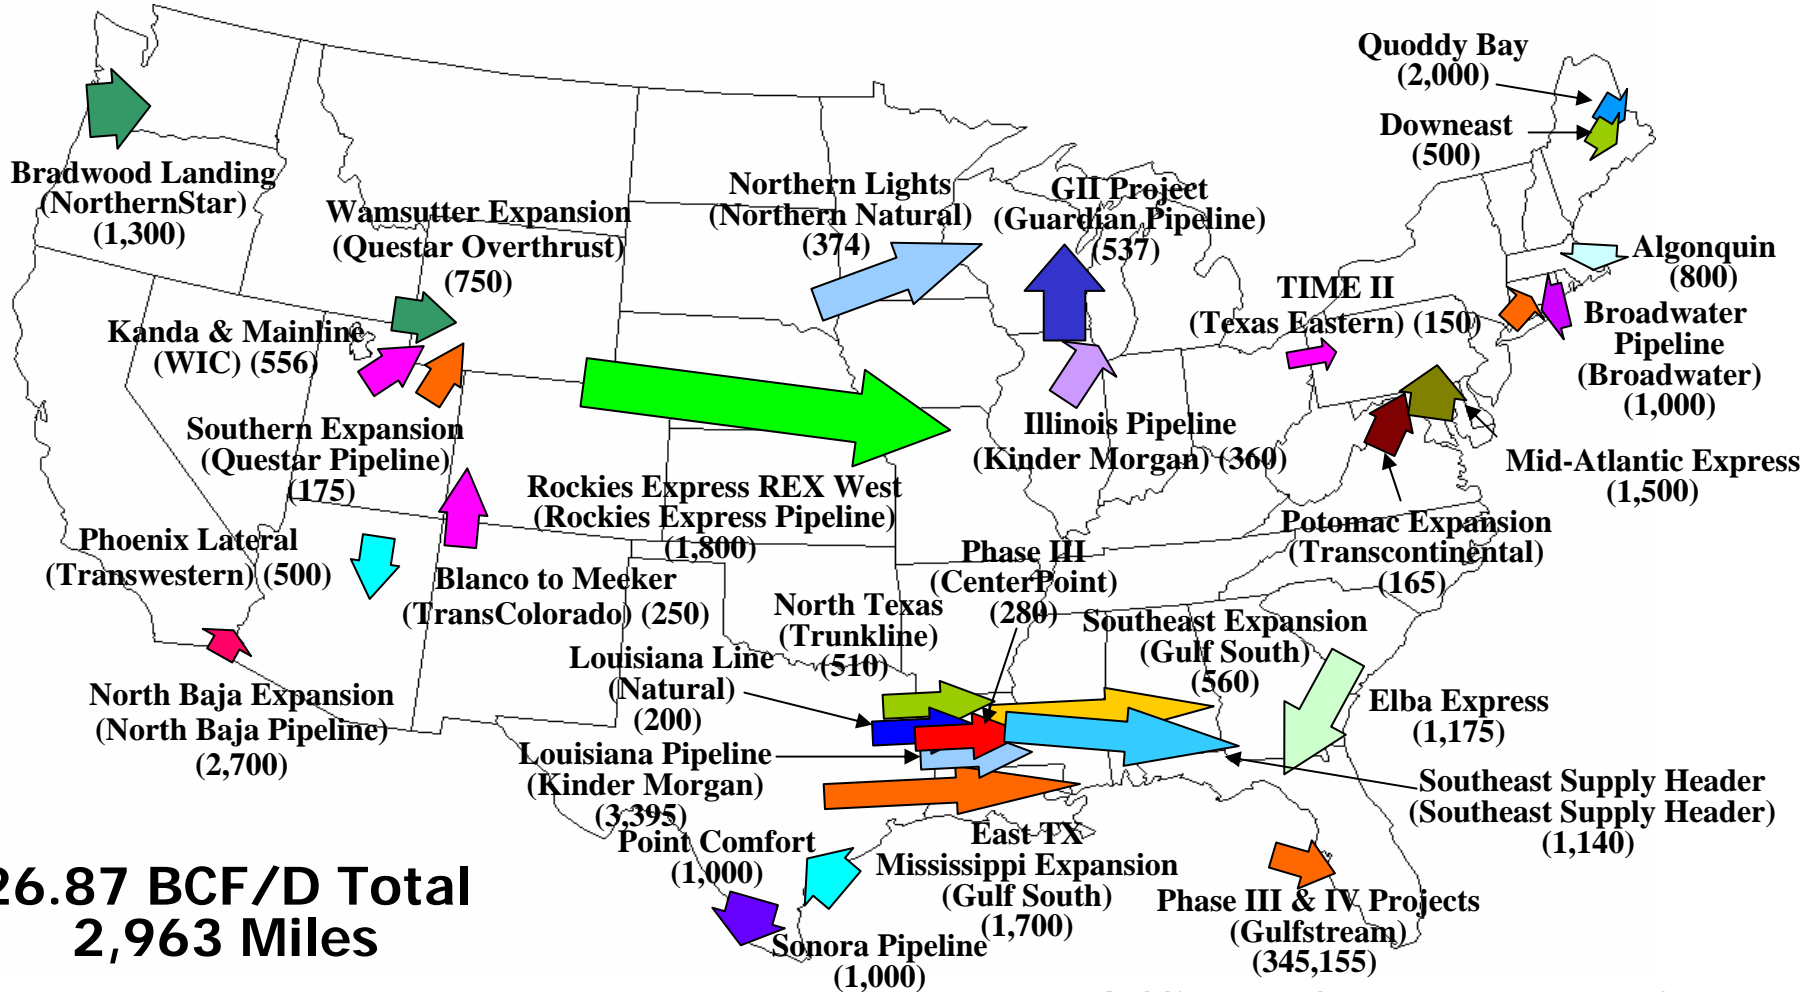 Quoddy Bay
(2,000)
Downeast
(500)
Bradwood Landing
(NorthernStar)
(1,300)
Wamsutter Expansion
(Questar Overthrust)
(750)
Northern Lights
(Northern Natural)
(374)
GII Project
(Guardian Pipeline)
(537)
Algonquin
(800)
TIME II
(Texas Eastern) (150)
Broadwater
Pipeline
(Broadwater)
(1,000)
Kanda & Mainline
(WIC) (556)
Southern Expansion
(Questar Pipeline)
(175)
Illinois Pipeline
(Kinder Morgan) (360)
Mid-Atlantic Express
(1,500)
Rockies Express REX West
(Rockies Express Pipeline)
(1,800)
Potomac Expansion
(Transcontinental)
(165)
Phoenix Lateral
(Transwestern) (500)
Blanco to Meeker
(TransColorado) (250)
Phase III
(CenterPoint)
(280)
North Texas
(Trunkline)
(510)
Southeast Expansion
(Gulf South)
(560)
Louisiana Line
(Natural)
(200)
North Baja Expansion
(North Baja Pipeline)
(2,700)
Elba Express
(1,175)
Louisiana Pipeline
(Kinder Morgan)
(3,395)
Southeast Supply Header
(Southeast Supply Header)
(1,140)
Point Comfort
(1,000)
East TX
Mississippi Expansion
(Gulf South)
(1,700)
Phase III & IV Projects
(Gulfstream)
(345,155)
Sonora Pipeline
(1,000)
26.87 BCF/D Total
2,963 Miles